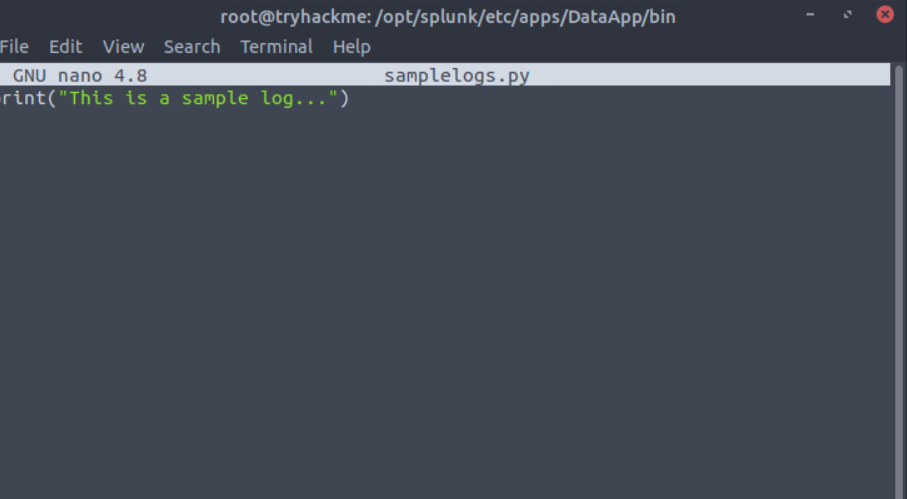 root@tryhackme: /opt/splunk/etc/apps/DataApp/bin
File Edit View Search Terminal Help
GNU nano 4.8 samplelogs.py
print("This is a sample log...")